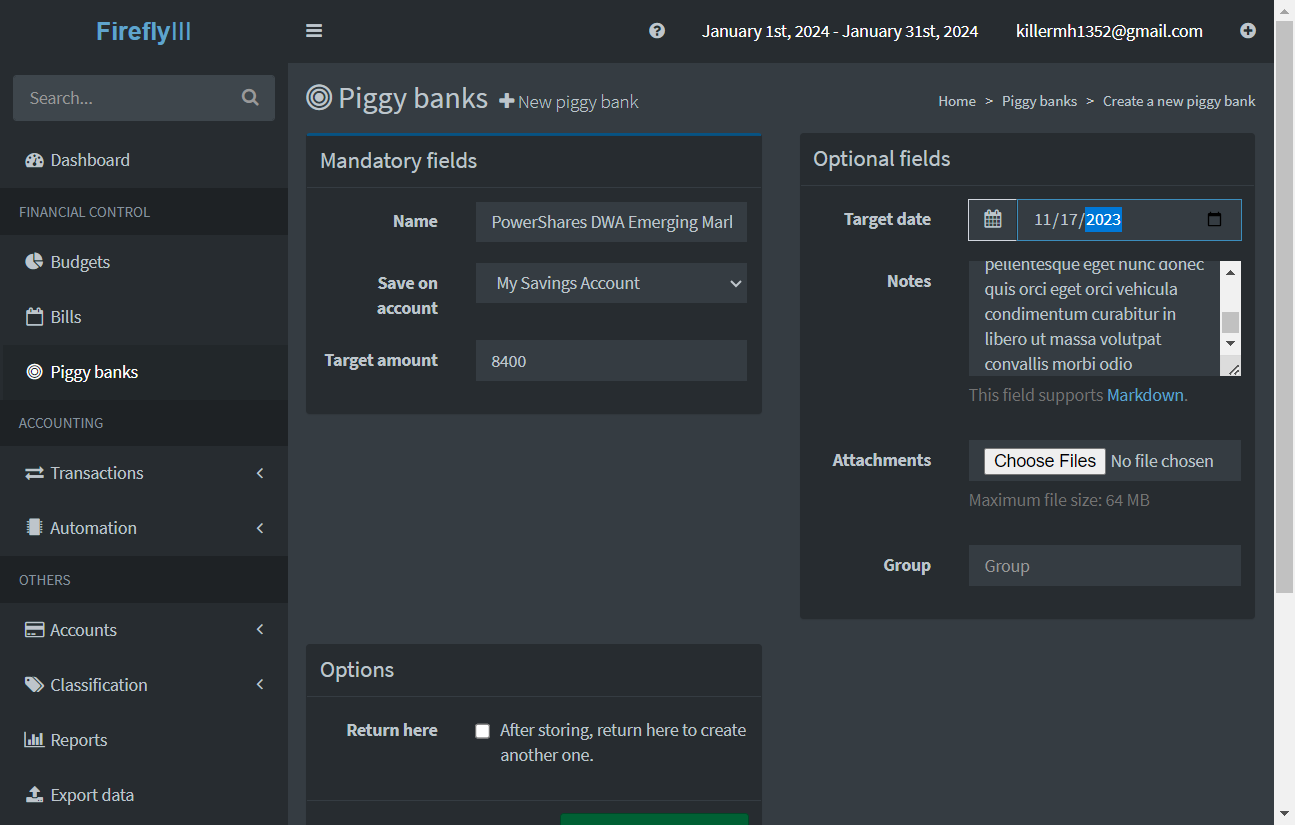 FireflyIII
January 1st, 2024 - January 31st, 2024
killermh1352@gmail.com
Search...
Dashboard
FINANCIAL CONTROL
Budgets
Bills
Piggy banks
ACCOUNTING
Transactions
Automation
OTHERS
Accounts
Classification
Reports
Export data
Piggy banks
New piggy bank
Home > Piggy banks > Create a new piggy bank
Mandatory fields
Name
PowerShares DWA Emerging Marl
Save on
account
My Savings Account
Target amount
8400
Optional fields
Target date
11/17/2023
Notes
pellentesque eget nunc donec
quis orci eget orci vehicula
condimentum curabitur in
libero ut massa volutpat
convallis morbi odio
This field supports Markdown.
Attachments
Choose Files No file chosen
Maximum file size: 64 MB
Group
Group
Options
Return here
After storing, return here to create
another one.